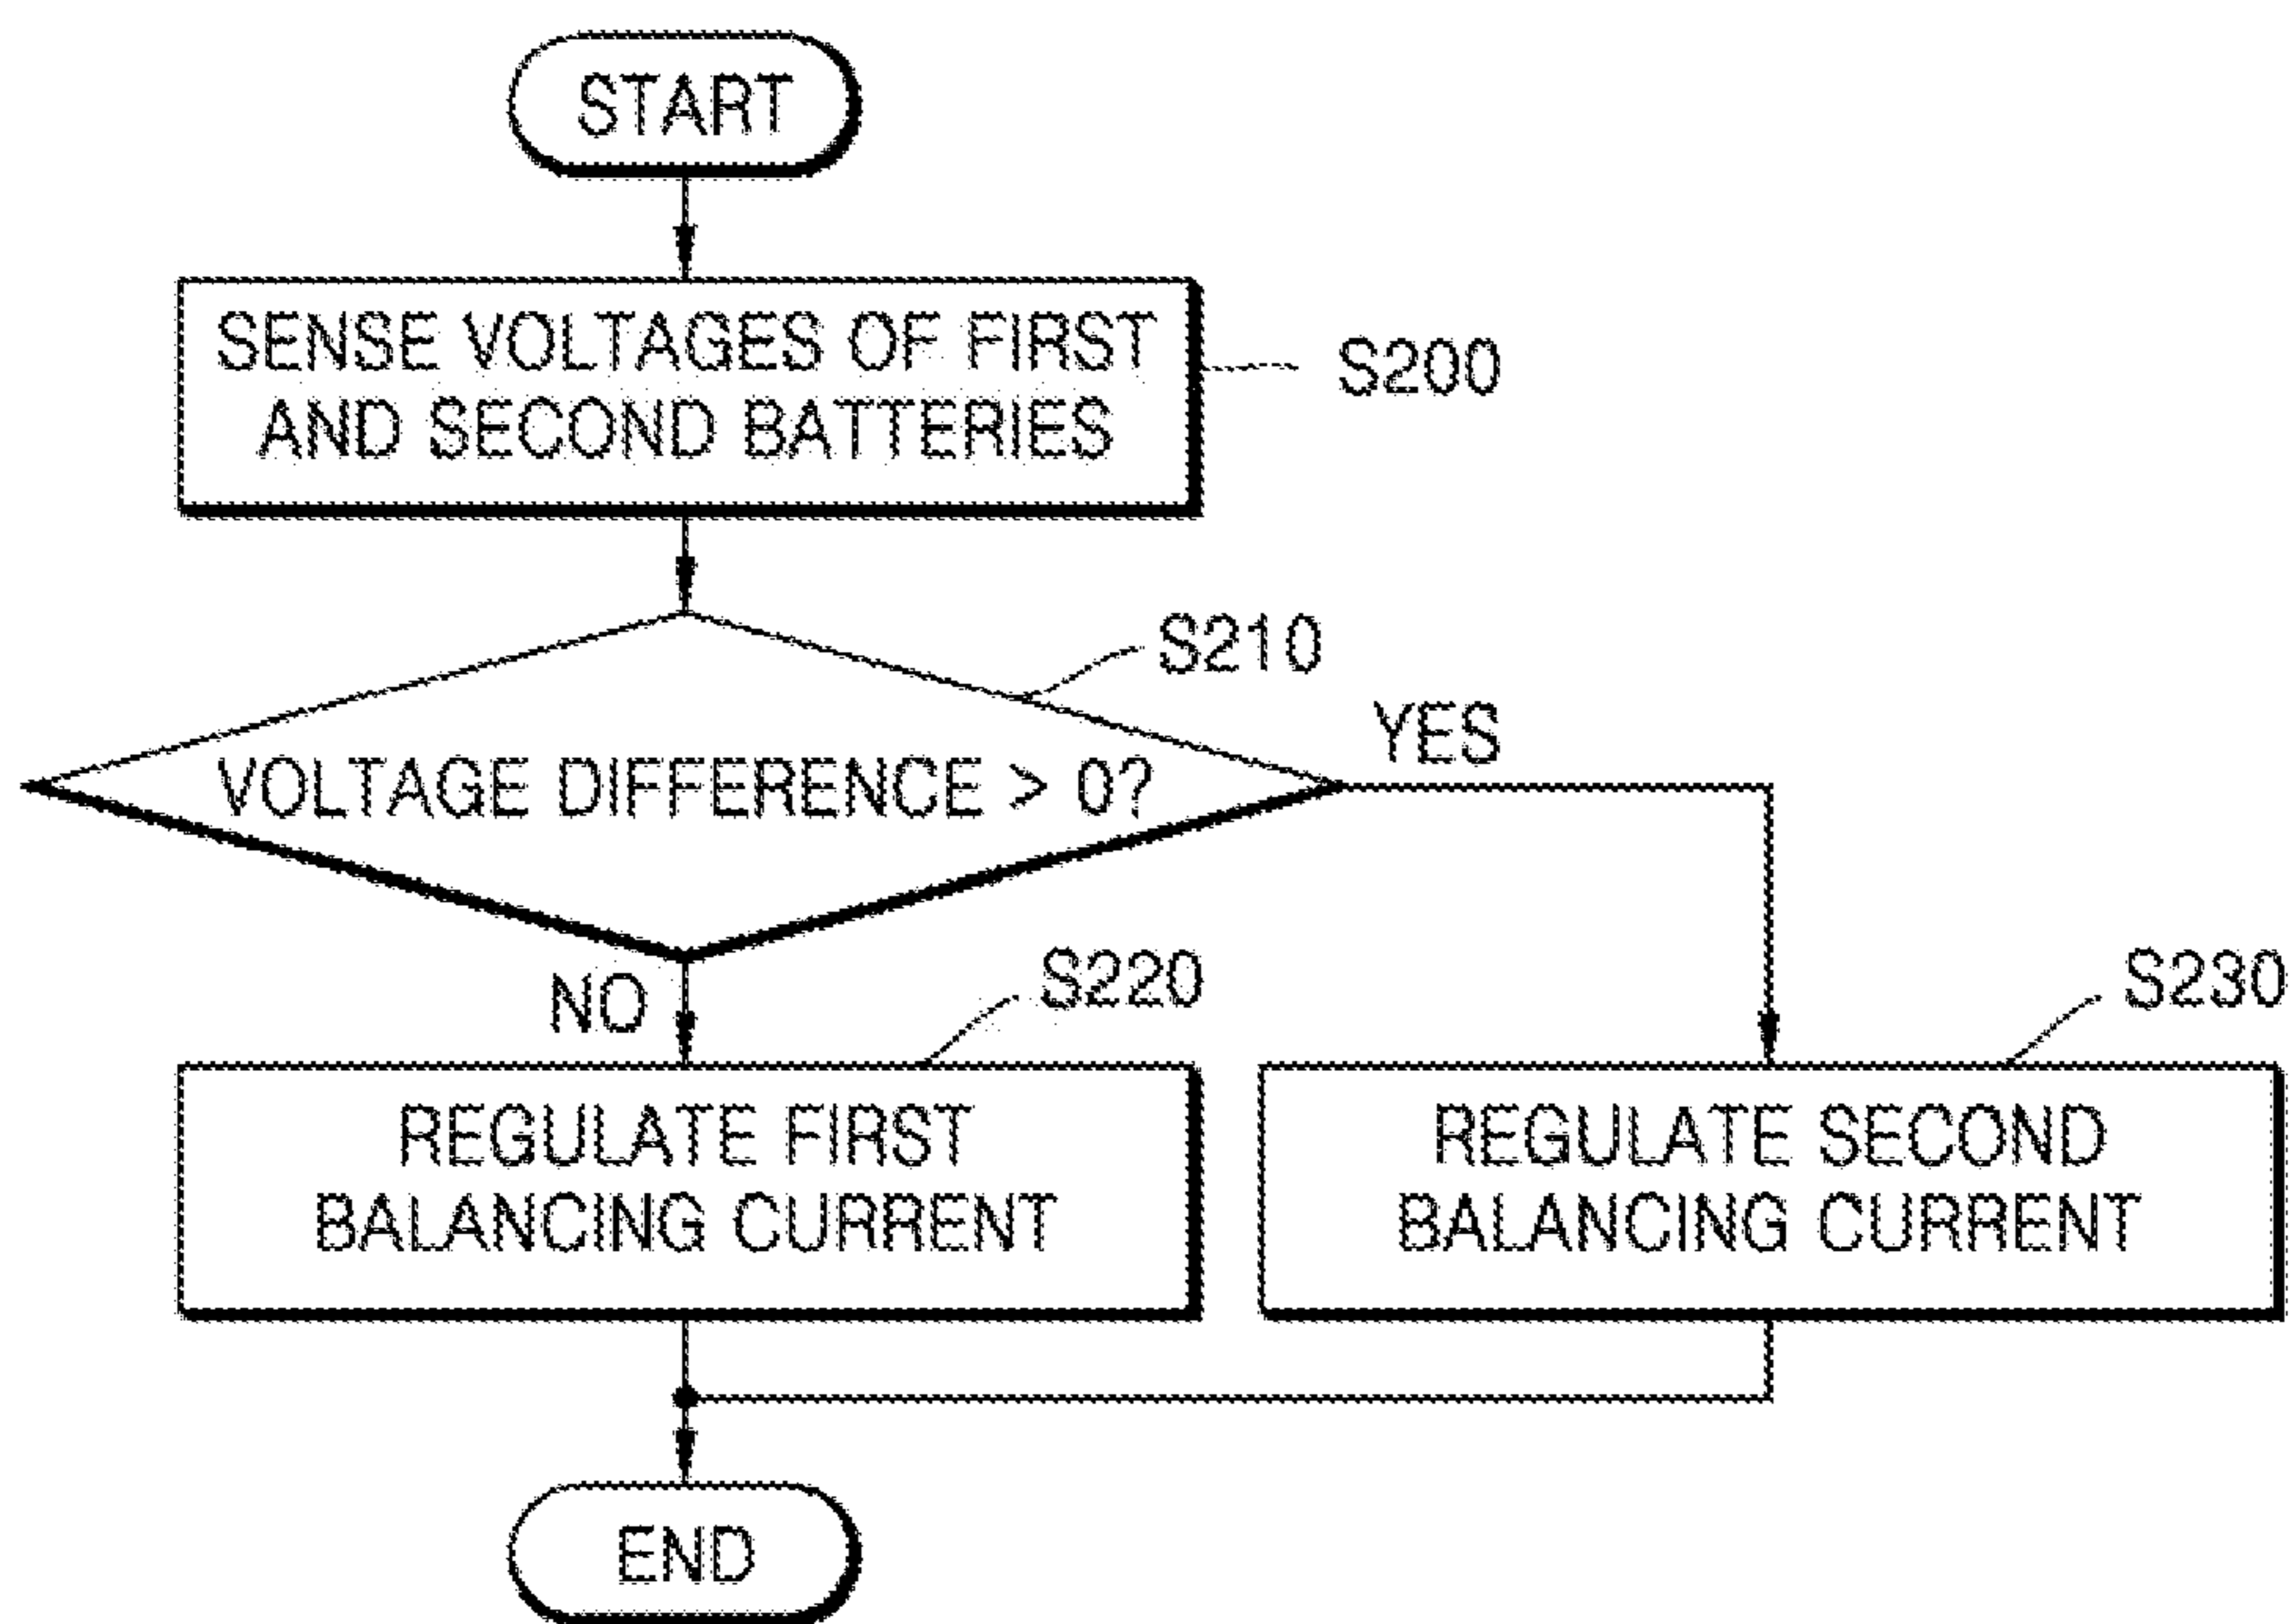 START
SENSE VOLTAGES OF FIRST
AND SECOND BATTERIES
S200
S210
VOLTAGE DIFFERENCE > 0?
YES
NO
S220
S230
REGULATE FIRST
BALANCING CURRENT
REGULATE SECOND
BALANCING CURRENT
END